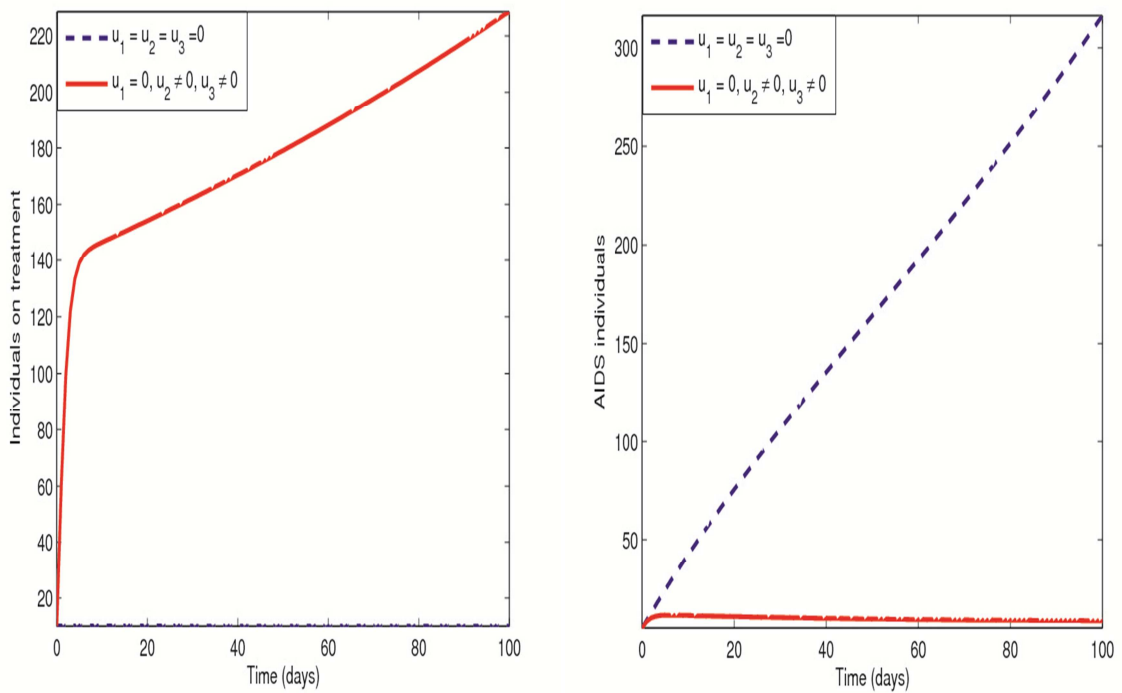 u1 = u2 = u3 =0
u1 = 0, u2 ≠ 0, u3 ≠ 0
220
200
180
160
140
120
100
80
60
40
20
Individuals on treatment
0 20 40 60 80 100
Time (days)
u1 = u2 = u3 =0
u1 = 0, u2 ≠ 0, u3 ≠ 0
300
250
200
150
100
50
AIDS individuals
0 20 40 60 80 100
Time (days)